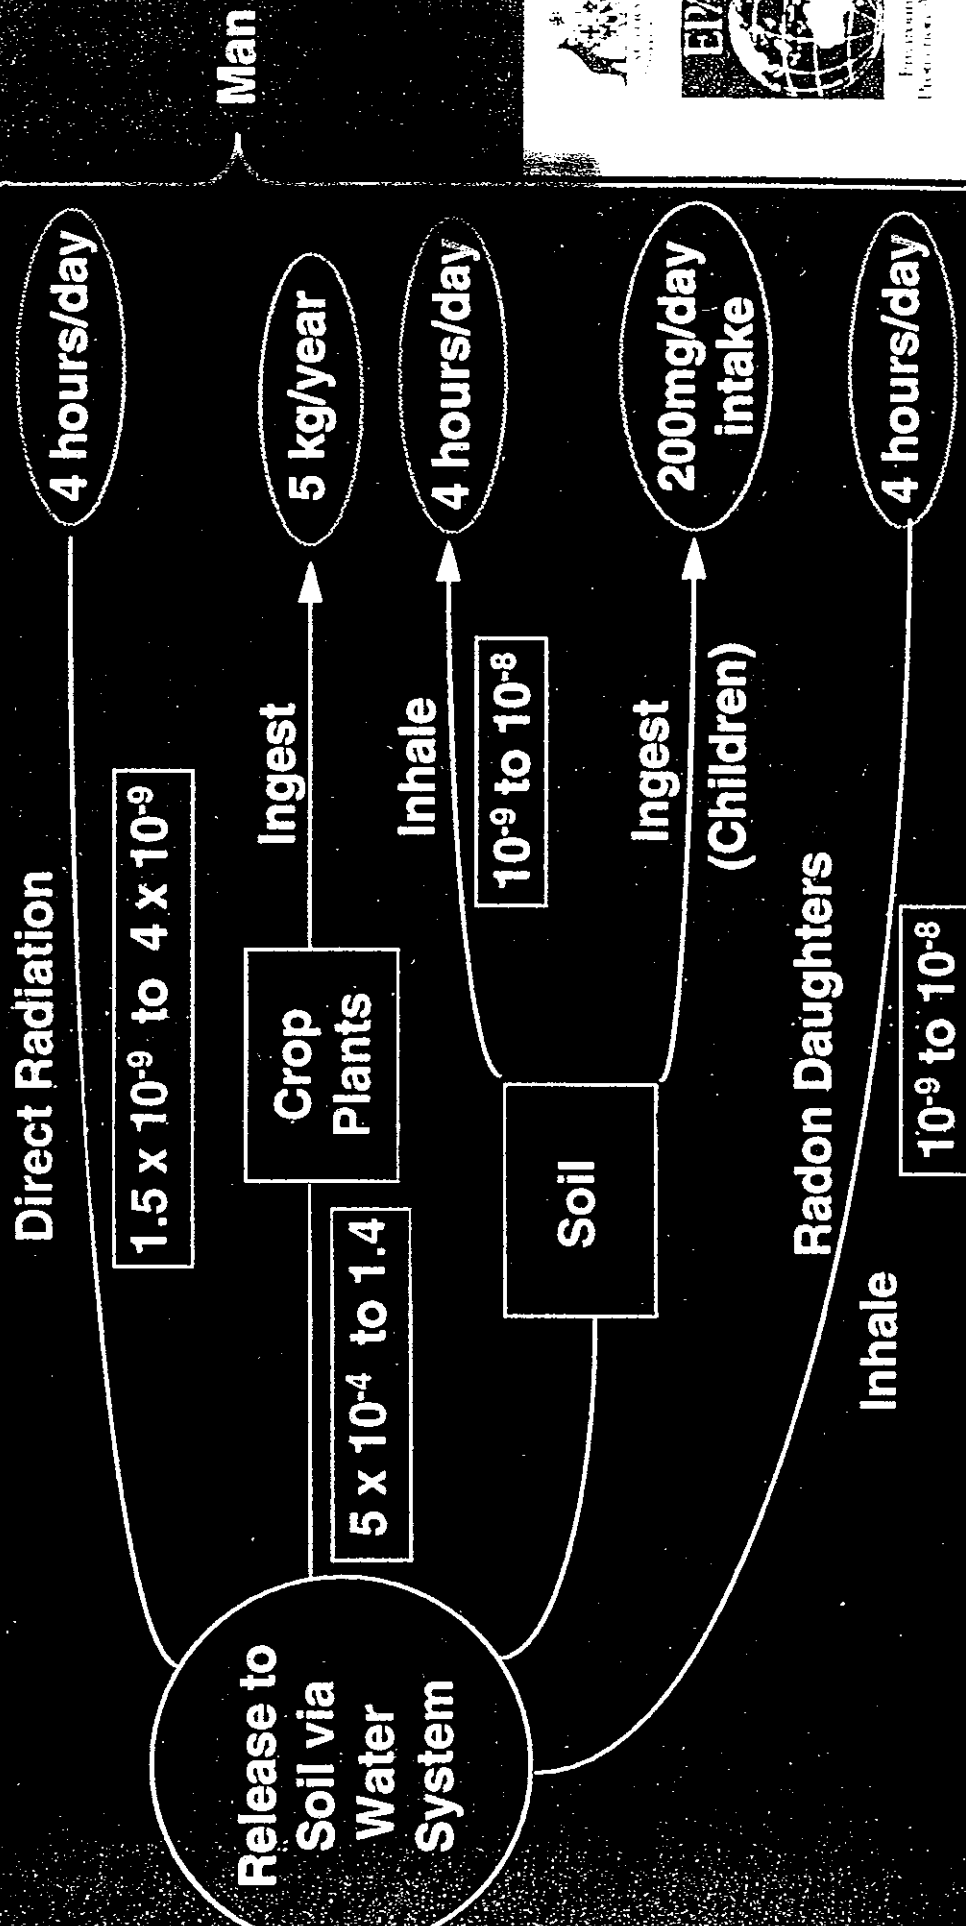 Direct Radiation
1.5 x 10⁻⁹ to 4 x 10⁻⁹
4 hours/day
Release to
Soil via
Water
System
5 x 10⁻⁴ to 1.4
Crop
Plants
Ingest
5 kg/year
Man
Soil
Inhale
10⁻⁹ to 10⁻⁸
4 hours/day
Ingest
(Children)
200mg/day
intake
Radon Daughters
Inhale
10⁻⁹ to 10⁻⁸
4 hours/day